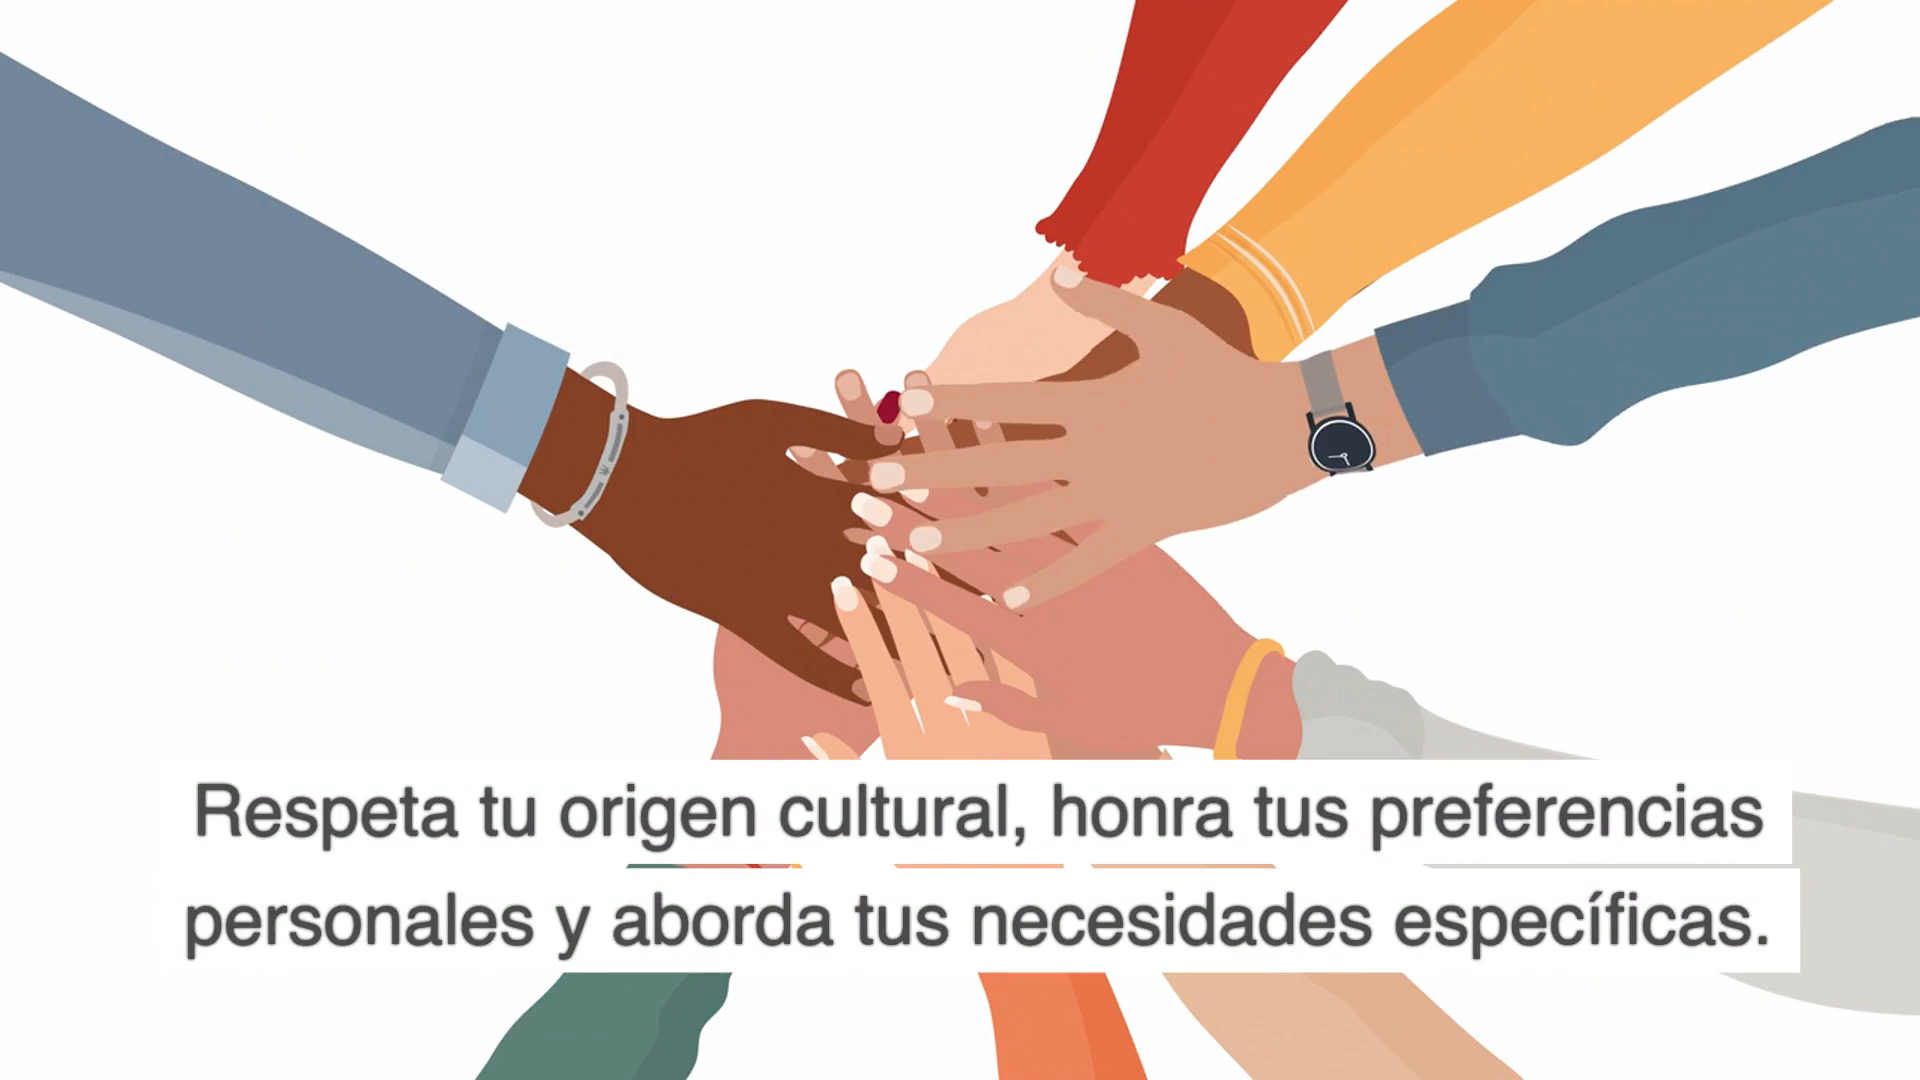 Respeta tu origen cultural, honra tus preferencias
personales y aborda tus necesidades específicas.